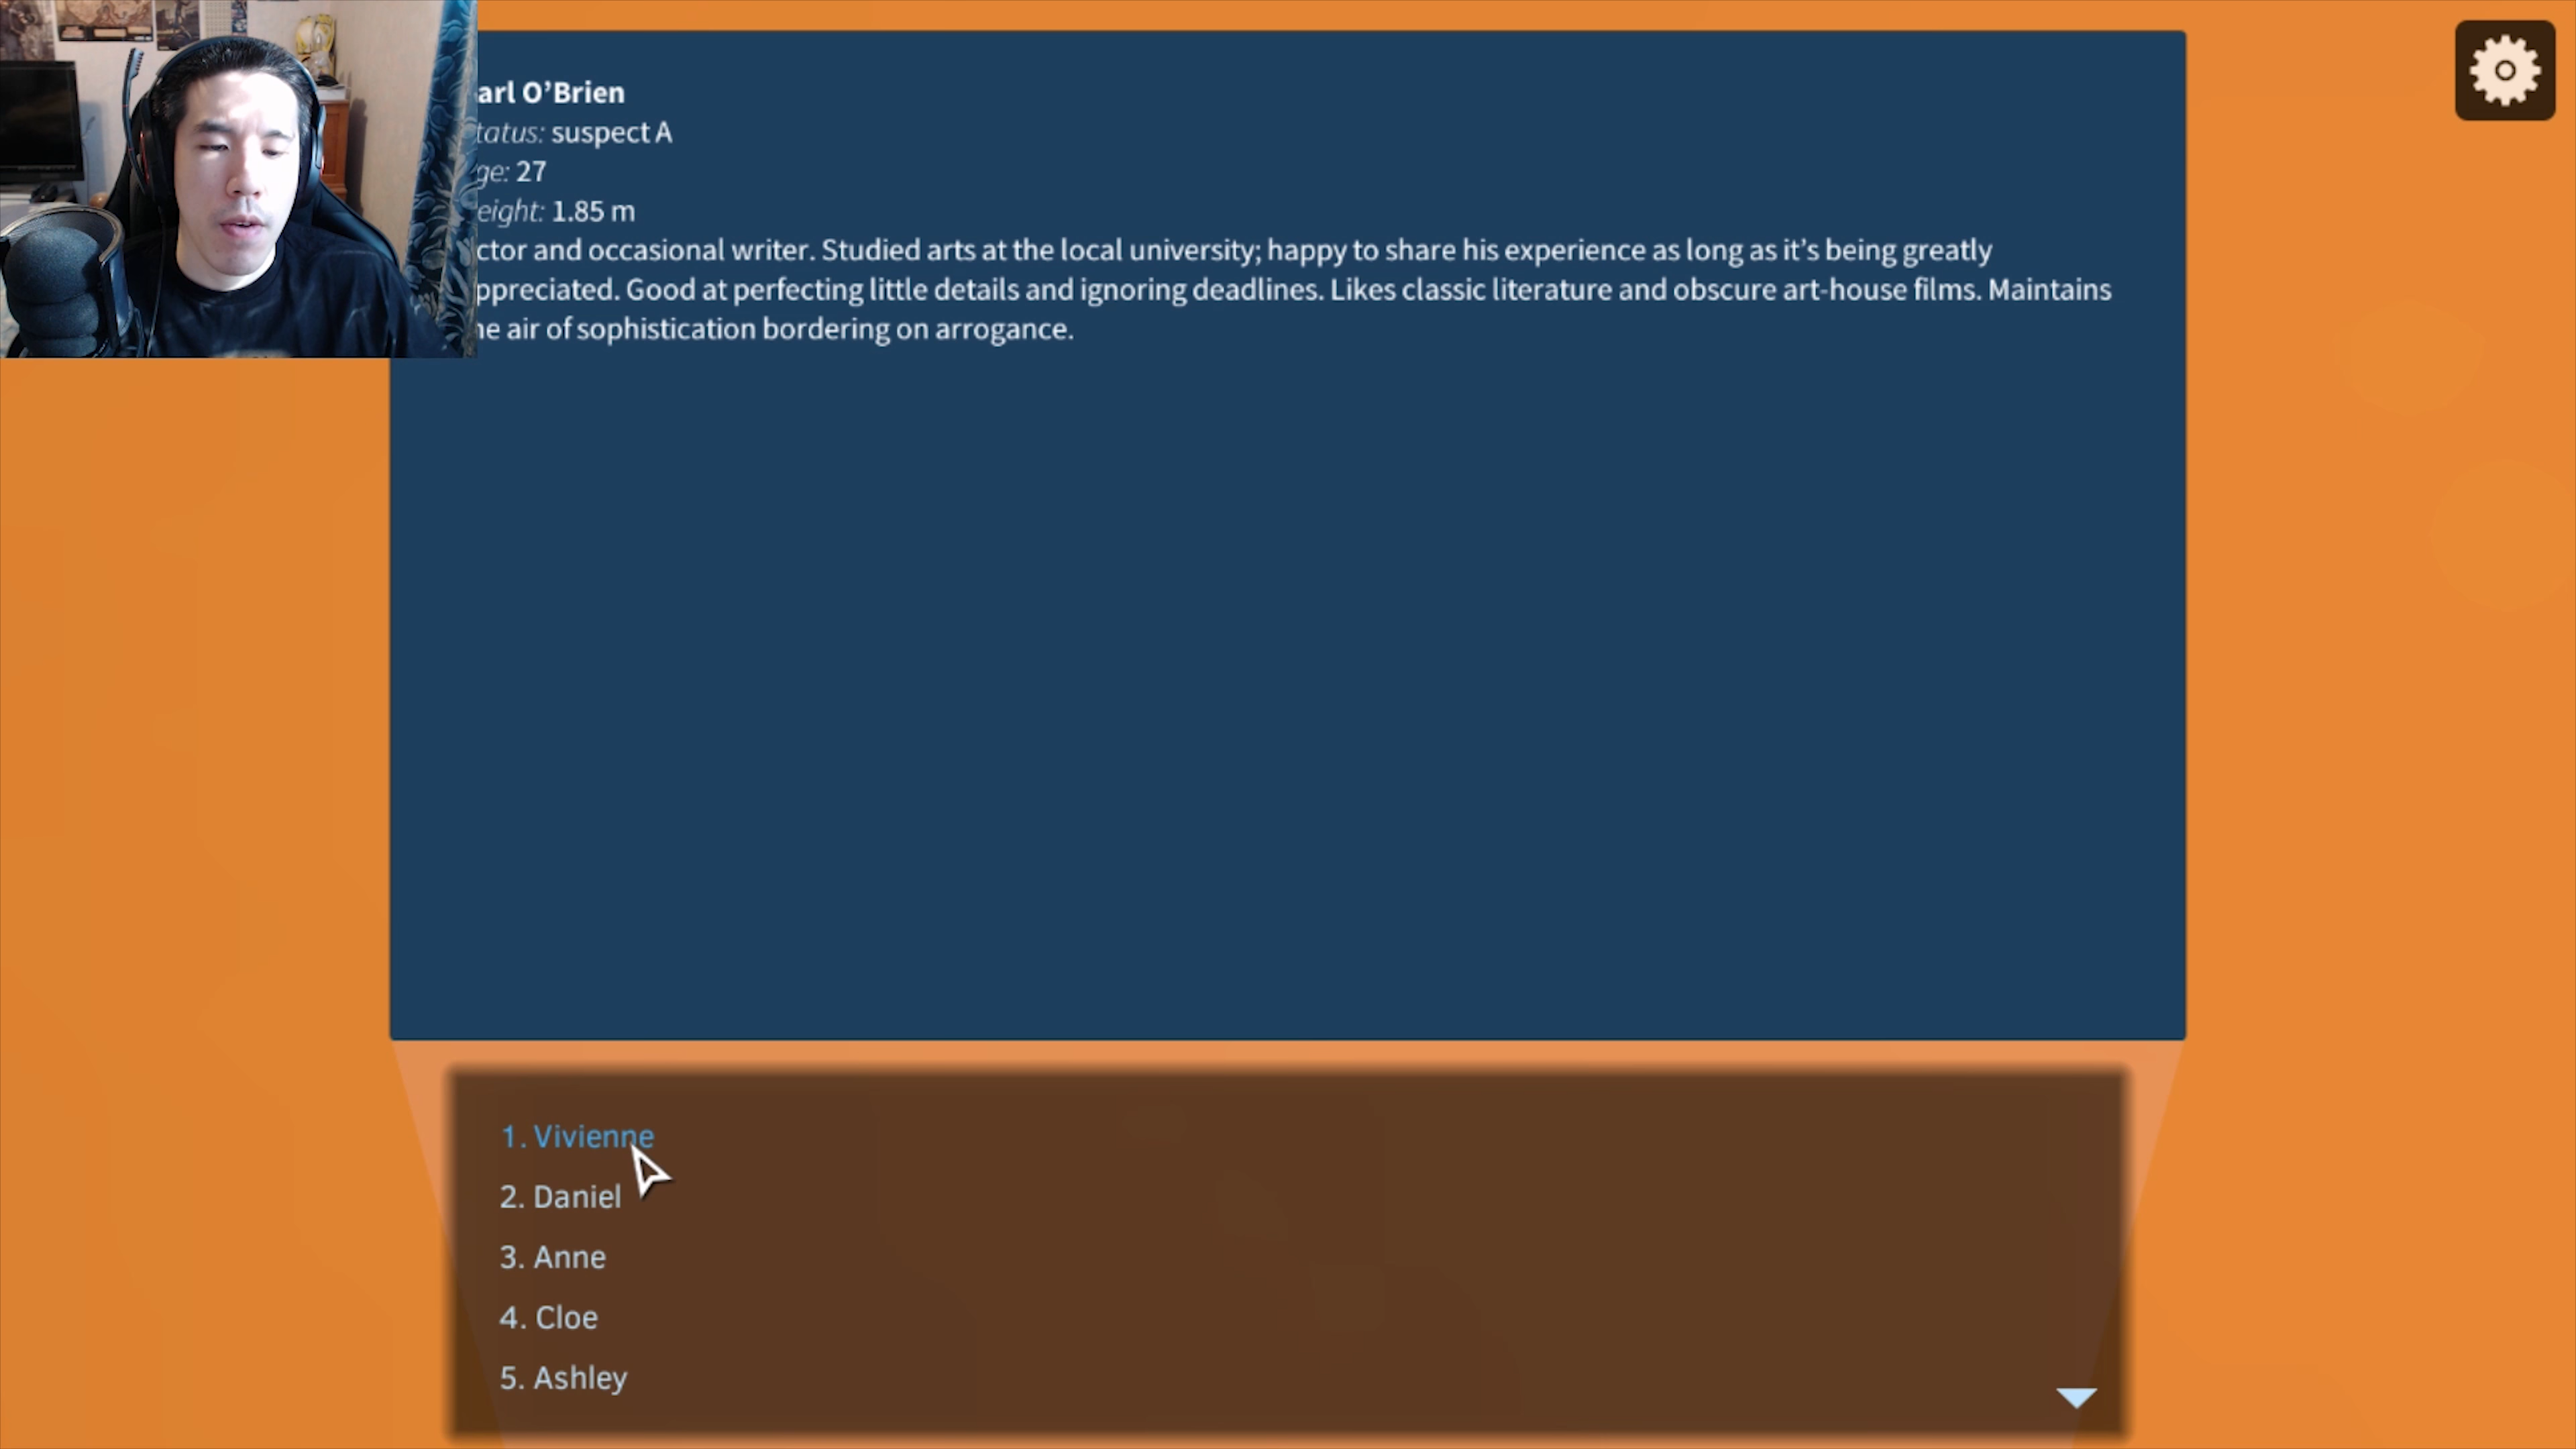 arl O’Brien
tatus: suspect A
ge: 27
eight: 1.85 m
ctor and occasional writer. Studied arts at the local university; happy to share his experience as long as it’s being greatly
ppreciated. Good at perfecting little details and ignoring deadlines. Likes classic literature and obscure art-house films. Maintains
he air of sophistication bordering on arrogance.
1. Vivienne
2. Daniel
3. Anne
4. Cloe
5. Ashley